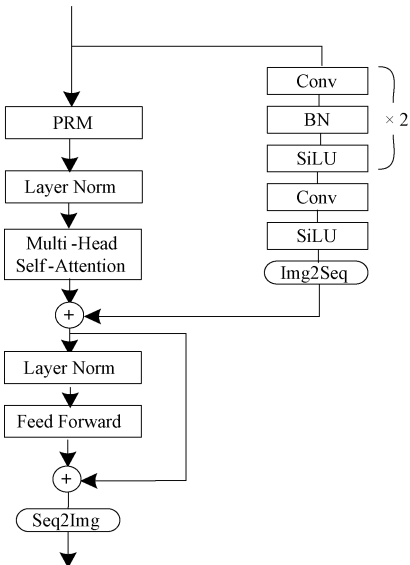 PRM
Layer Norm
Multi-Head
Self-Attention
+
Layer Norm
Feed Forward
+
Seq2Img
Conv
BN
SiLU
× 2
Conv
SiLU
Img2Seq